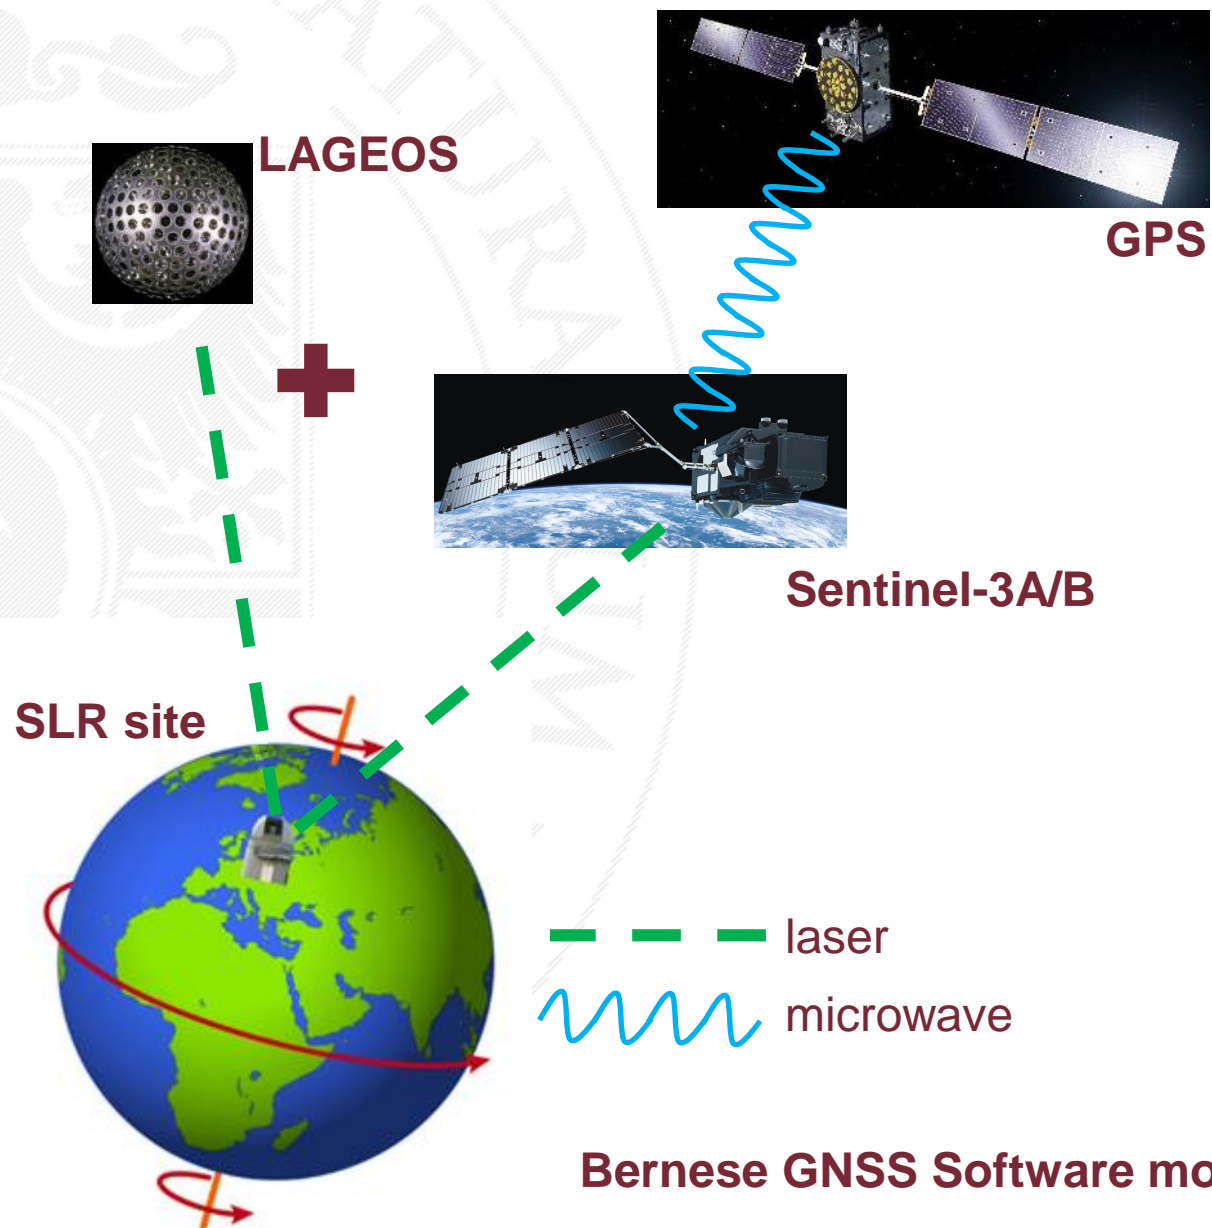 LAGEOS
GPS
Sentinel-3A/B
SLR site
laser
microwave
Bernese GNSS Software mo